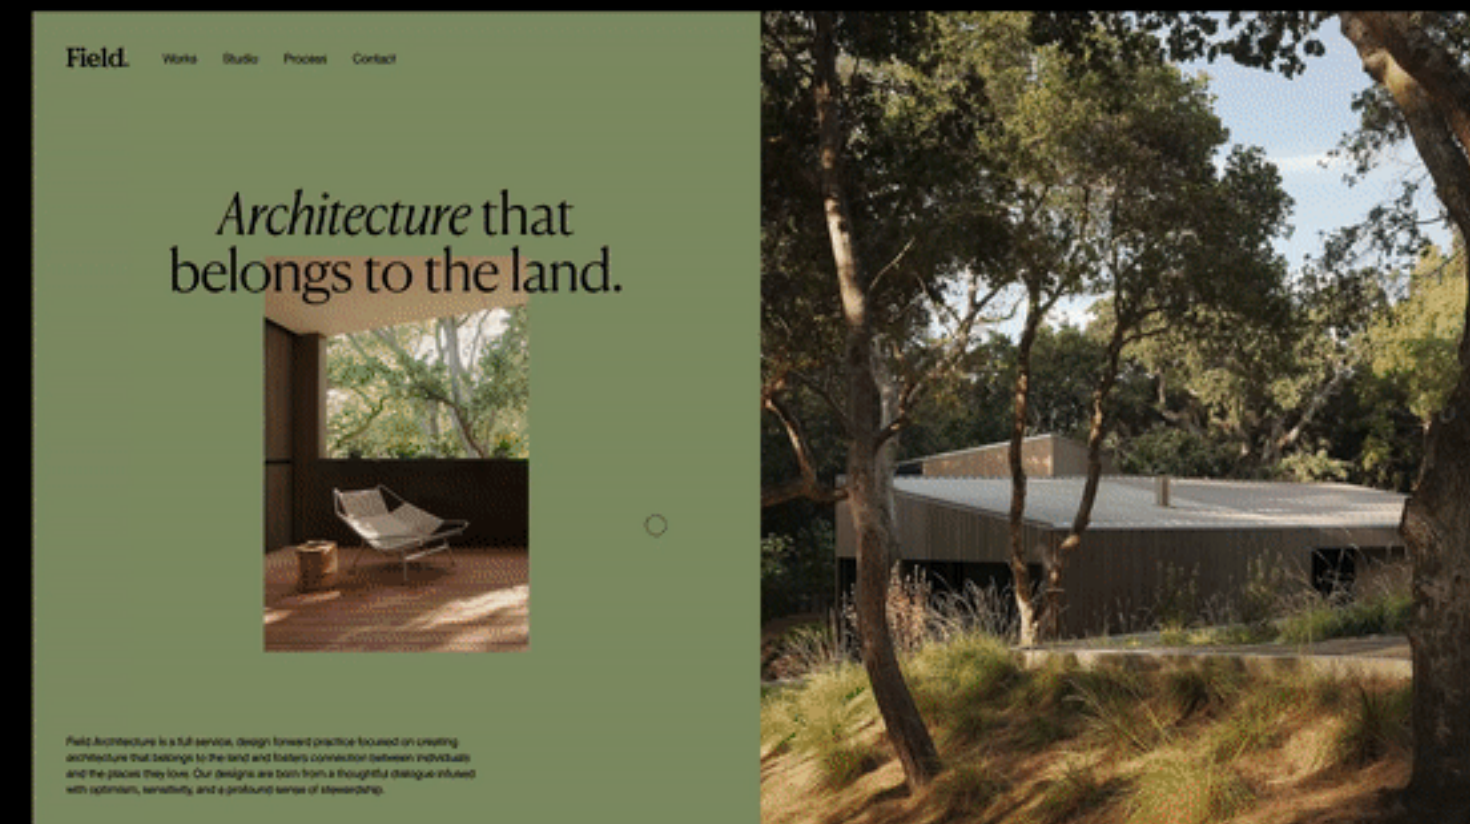 Field.
Works Studio Process Contact
Architecture that
belongs to the land.
Field Architecture is a full service, design forward practice focused on creating
architecture that belongs to the land and fosters connection between individuals
and the places they love. Our designs are born from a thoughtful dialogue infused
with optimism, sensitivity, and a profound sense of stewardship.